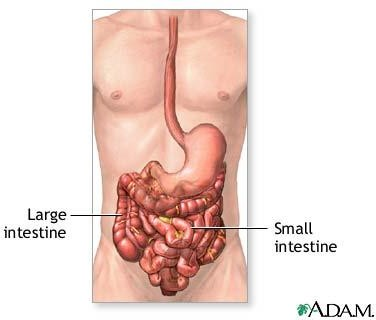 Large
intestine
Small
intestine
A.D.A.M.